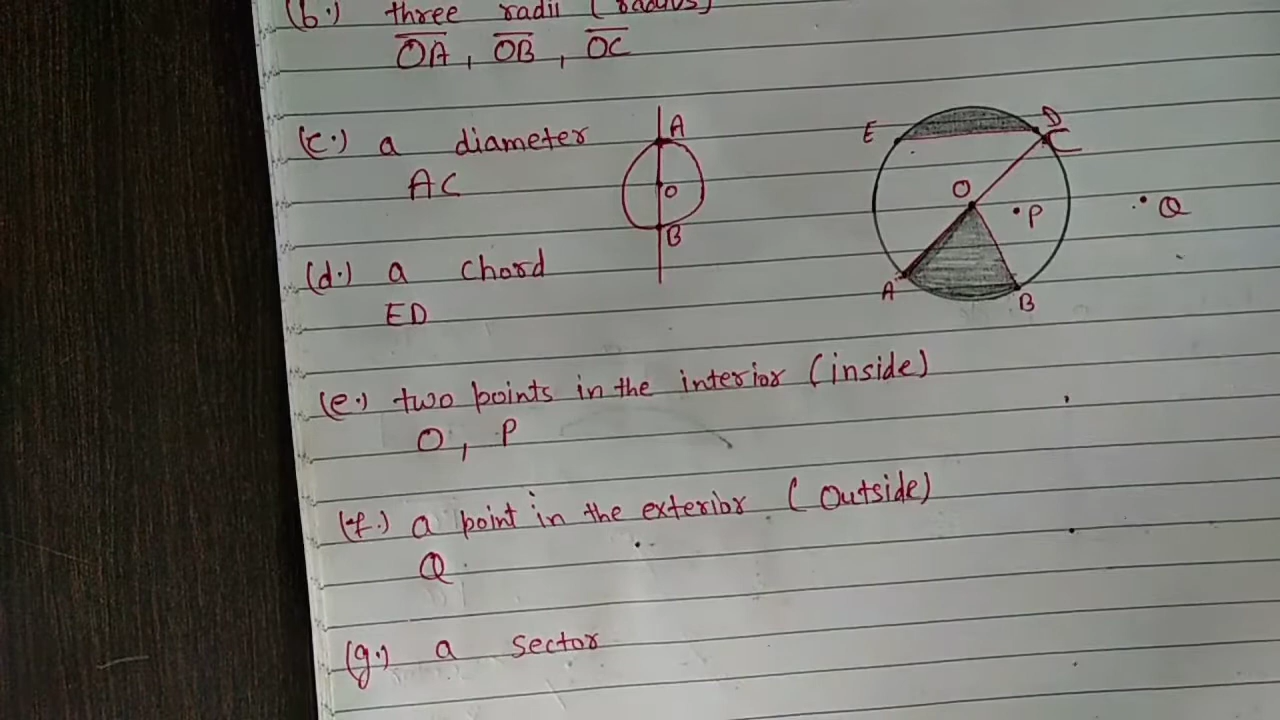 (b.) three radii (radius)
OA, OB, OC
(c.) a diameter
AC
A
O
B
E
D
C
O
P
Q
A
B
(d.) a chord
ED
(e.) two points in the interior (inside)
O, P
(f.) a point in the exterior (outside)
Q
(g.) a sector